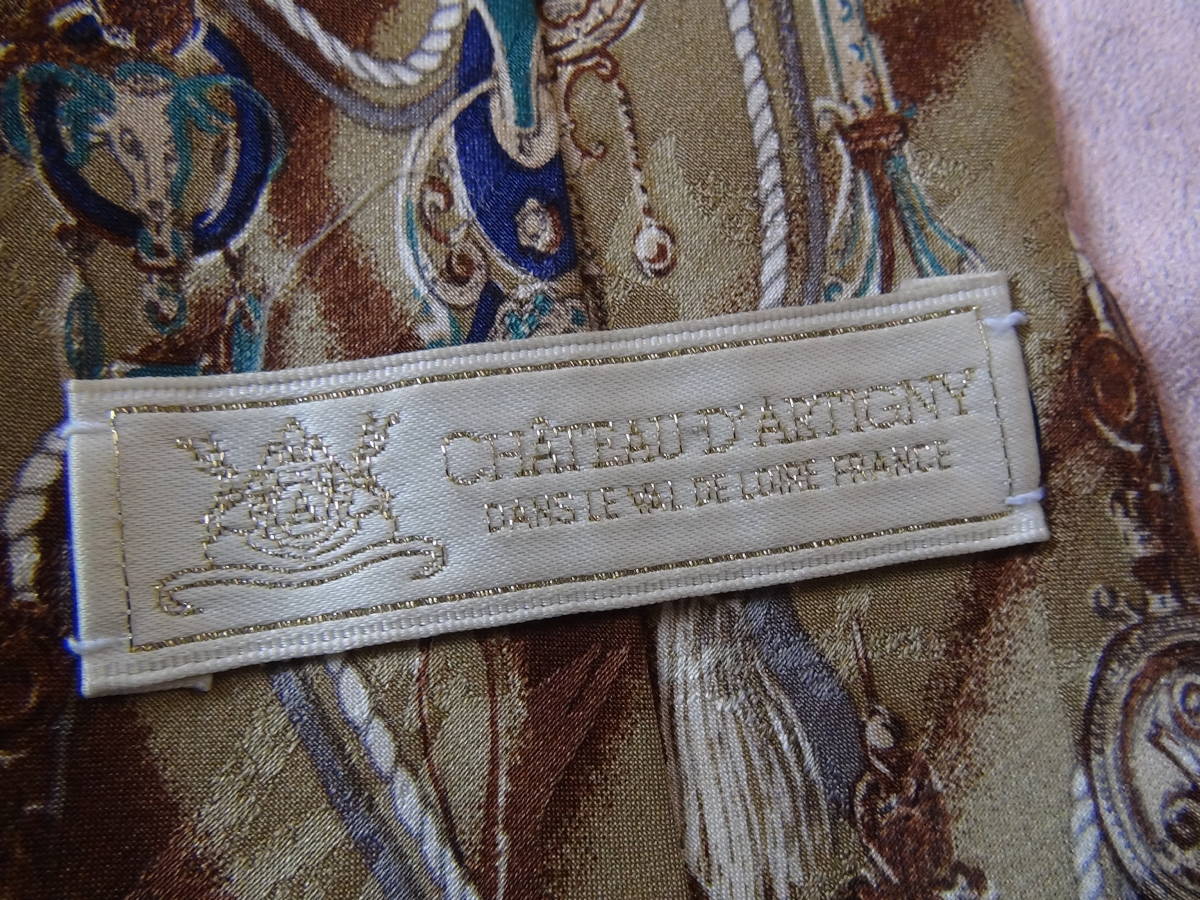 CHÂTEAU D'ARTIGNY
DANS LE VAL DE LOIRE FRANCE